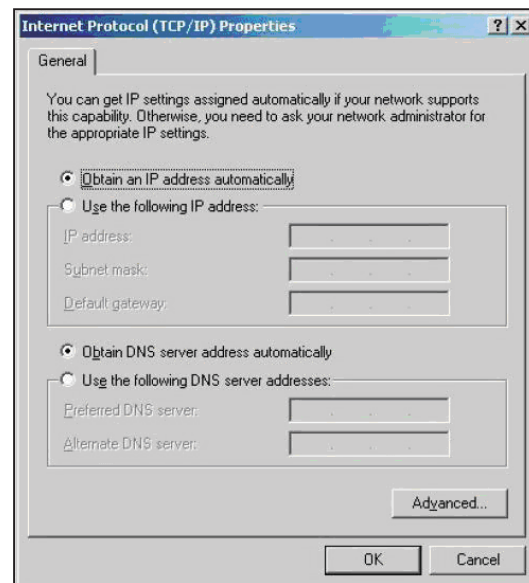 Internet Protocol (TCP/IP) Properties
General
You can get IP settings assigned automatically if your network supports
this capability. Otherwise, you need to ask your network administrator for
the appropriate IP settings.
Obtain an IP address automatically
Use the following IP address:
IP address:
Subnet mask:
Default gateway:
Obtain DNS server address automatically
Use the following DNS server addresses:
Preferred DNS server:
Alternate DNS server:
Advanced...
OK
Cancel